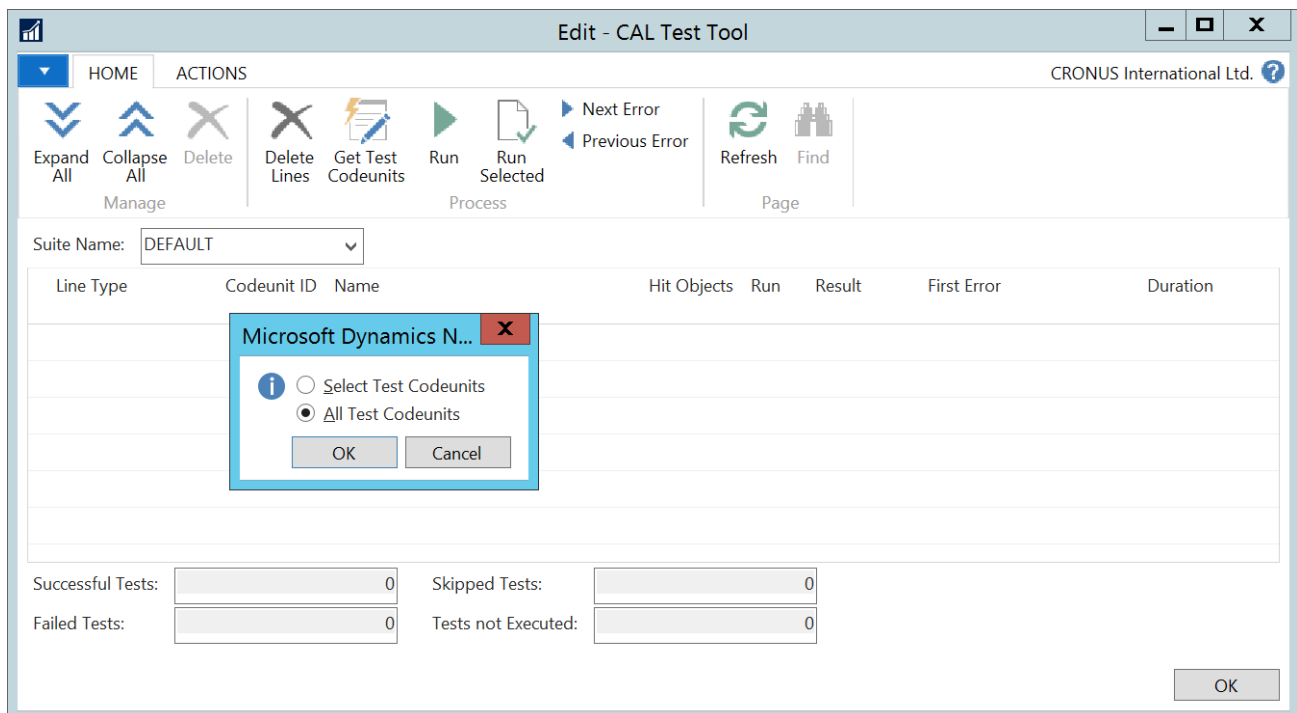 Edit - CAL Test Tool
HOME ACTIONS CRONUS International Ltd.
Expand All
Collapse All
Delete
Manage
Delete Lines
Get Test Codeunits
Run
Run Selected
Next Error
Previous Error
Process
Refresh
Find
Page
Suite Name: DEFAULT
Line Type Codeunit ID Name Hit Objects Run Result First Error Duration
Microsoft Dynamics N...
Select Test Codeunits
All Test Codeunits
OK Cancel
Successful Tests: 0 Skipped Tests: 0
Failed Tests: 0 Tests not Executed: 0
OK